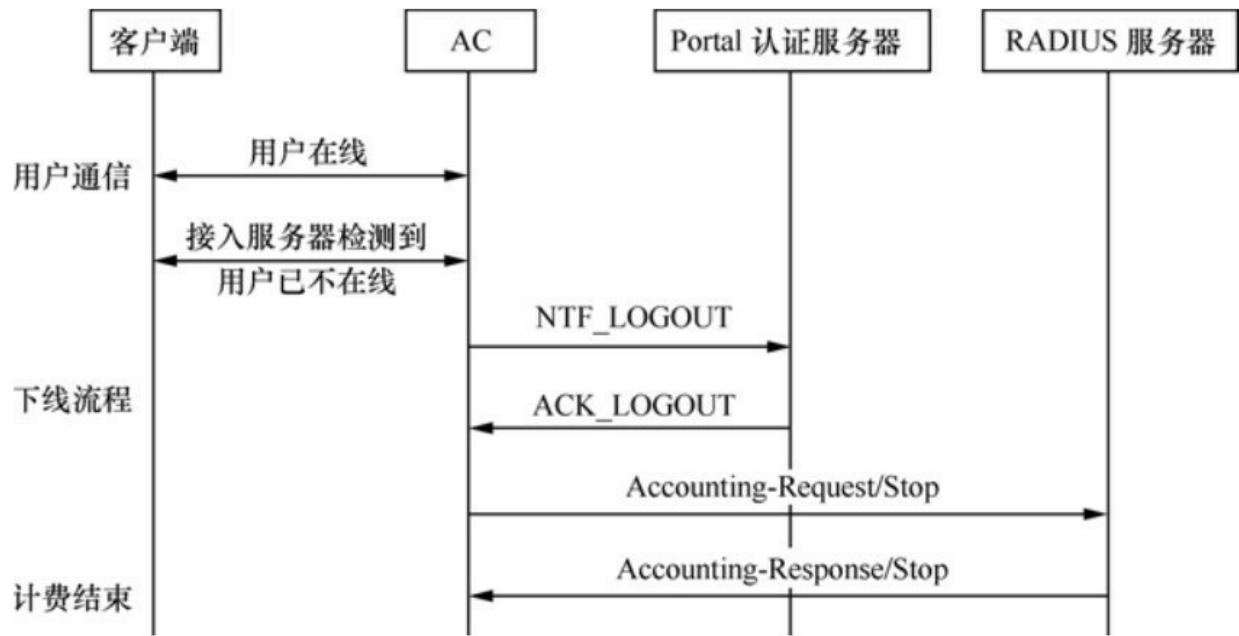 客户端
AC
Portal 认证服务器
RADIUS 服务器
用户在线
用户通信
接入服务器检测到
用户已不在线
NTF_LOGOUT
下线流程
ACK_LOGOUT
Accounting-Request/Stop
Accounting-Response/Stop
计费结束